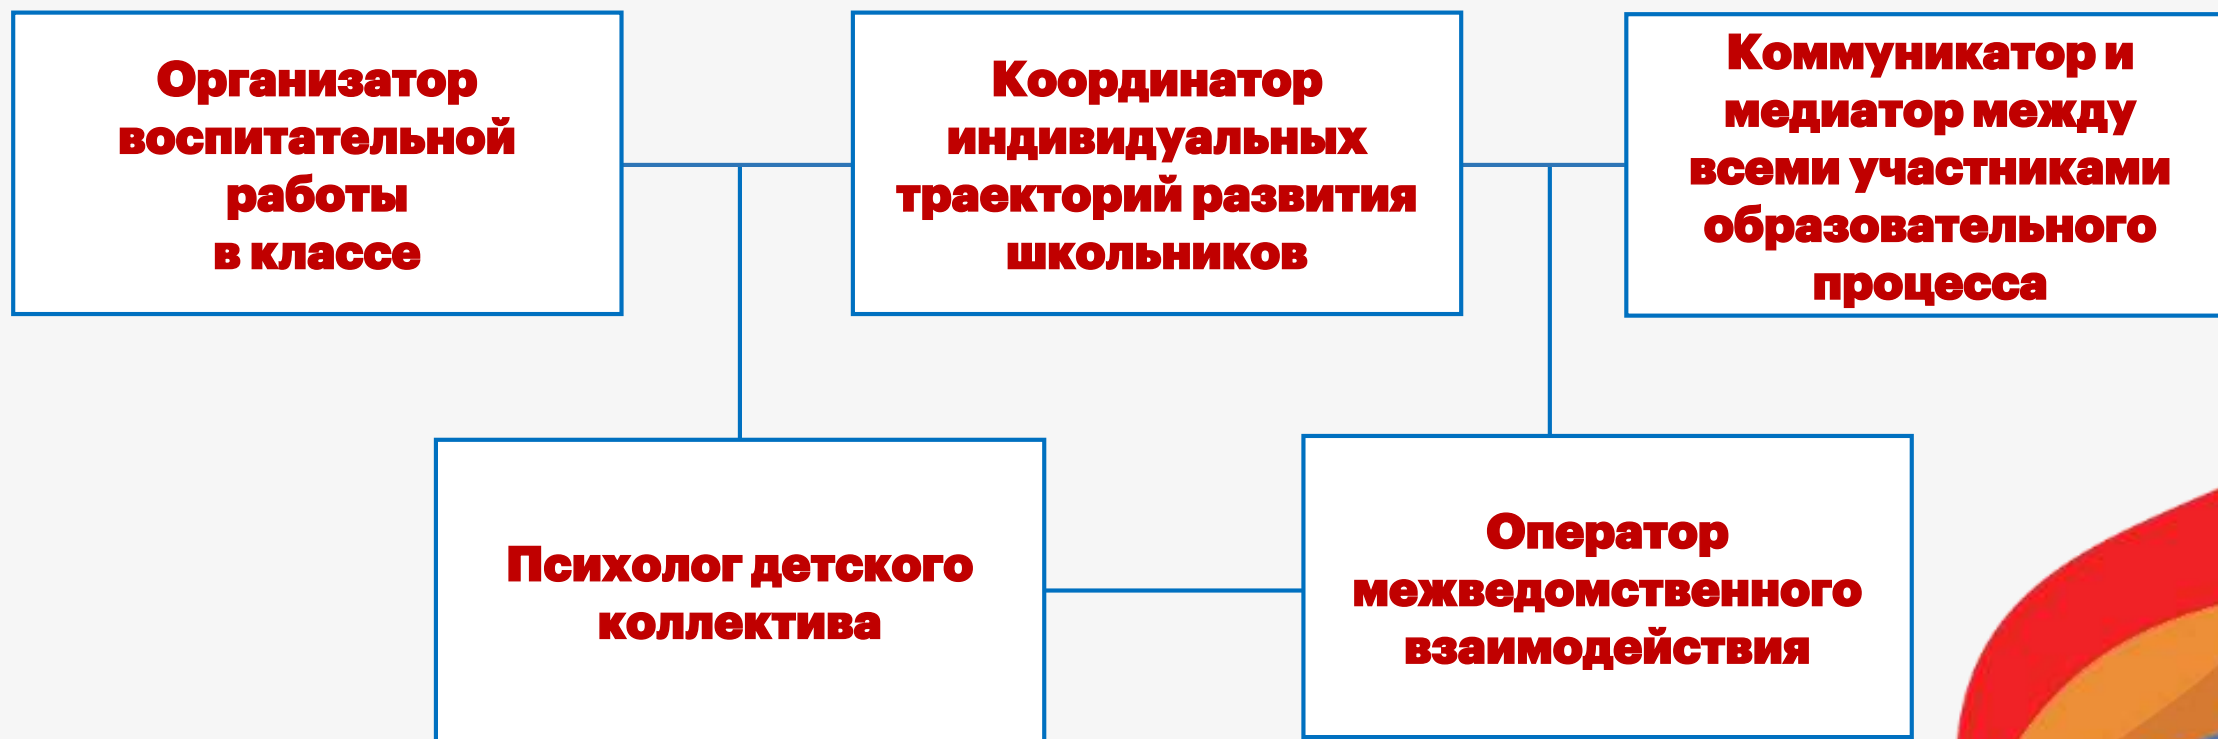 Организатор
воспитательной
работы
в классе
Координатор
индивидуальных
траекторий развития
школьников
Коммуникатор и
медиатор между
всеми участниками
образовательного
процесса
Психолог детского
коллектива
Оператор
межведомственного
взаимодействия